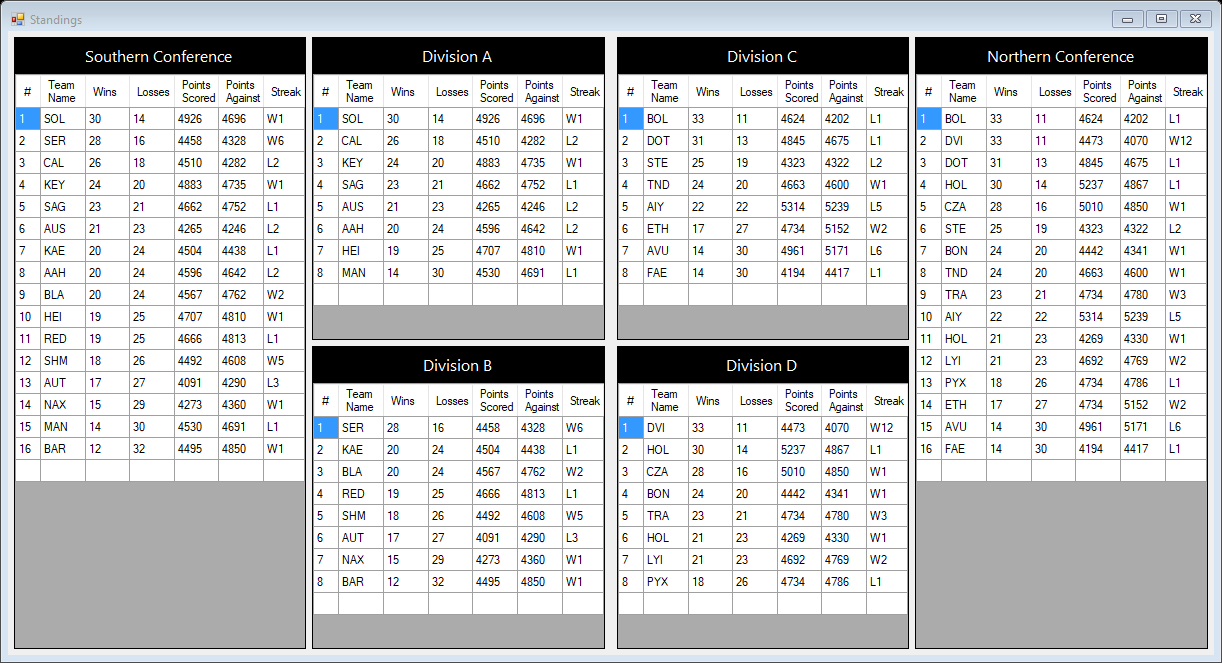 Standings
Southern Conference
# Team Name Wins Losses Points Scored Points Against Streak
1 SOL 30 14 4926 4696 W1
2 SER 28 16 4458 4328 W6
3 CAL 26 18 4510 4282 L2
4 KEY 24 20 4883 4735 W1
5 SAG 23 21 4662 4752 L1
6 AUS 21 23 4265 4246 L2
7 KAE 20 24 4504 4438 L1
8 AAH 20 24 4596 4642 L2
9 BLA 20 24 4567 4762 W2
10 HEI 19 25 4707 4810 W1
11 RED 19 25 4666 4813 L1
12 SHM 18 26 4492 4608 W5
13 AUT 17 27 4091 4290 L3
14 NAX 15 29 4273 4360 W1
15 MAN 14 30 4530 4691 L1
16 BAR 12 32 4495 4850 W1
Division A
# Team Name Wins Losses Points Scored Points Against Streak
1 SOL 30 14 4926 4696 W1
2 CAL 26 18 4510 4282 L2
3 KEY 24 20 4883 4735 W1
4 SAG 23 21 4662 4752 L1
5 AUS 21 23 4265 4246 L2
6 AAH 20 24 4596 4642 L2
7 HEI 19 25 4707 4810 W1
8 MAN 14 30 4530 4691 L1
Division B
# Team Name Wins Losses Points Scored Points Against Streak
1 SER 28 16 4458 4328 W6
2 KAE 20 24 4504 4438 L1
3 BLA 20 24 4567 4762 W2
4 RED 19 25 4666 4813 L1
5 SHM 18 26 4492 4608 W5
6 AUT 17 27 4091 4290 L3
7 NAX 15 29 4273 4360 W1
8 BAR 12 32 4495 4850 W1
Division C
# Team Name Wins Losses Points Scored Points Against Streak
1 BOL 33 11 4624 4202 L1
2 DOT 31 13 4845 4675 L1
3 STE 25 19 4323 4322 L2
4 TND 24 20 4663 4600 W1
5 AIY 22 22 5314 5239 L5
6 ETH 17 27 4734 5152 W2
7 AVU 14 30 4961 5171 L6
8 FAE 14 30 4194 4417 L1
Division D
# Team Name Wins Losses Points Scored Points Against Streak
1 DVI 33 11 4473 4070 W12
2 HOL 30 14 5237 4867 L1
3 CZA 28 16 5010 4850 W1
4 BON 24 20 4442 4341 W1
5 TRA 23 21 4734 4780 W3
6 HOL 21 23 4269 4330 W1
7 LYI 21 23 4692 4769 W2
8 PYX 18 26 4734 4786 L1
Northern Conference
# Team Name Wins Losses Points Scored Points Against Streak
1 BOL 33 11 4624 4202 L1
2 DVI 33 11 4473 4070 W12
3 DOT 31 13 4845 4675 L1
4 HOL 30 14 5237 4867 L1
5 CZA 28 16 5010 4850 W1
6 STE 25 19 4323 4322 L2
7 BON 24 20 4442 4341 W1
8 TND 24 20 4663 4600 W1
9 TRA 23 21 4734 4780 W3
10 AIY 22 22 5314 5239 L5
11 HOL 21 23 4269 4330 W1
12 LYI 21 23 4692 4769 W2
13 PYX 18 26 4734 4786 L1
14 ETH 17 27 4734 5152 W2
15 AVU 14 30 4961 5171 L6
16 FAE 14 30 4194 4417 L1